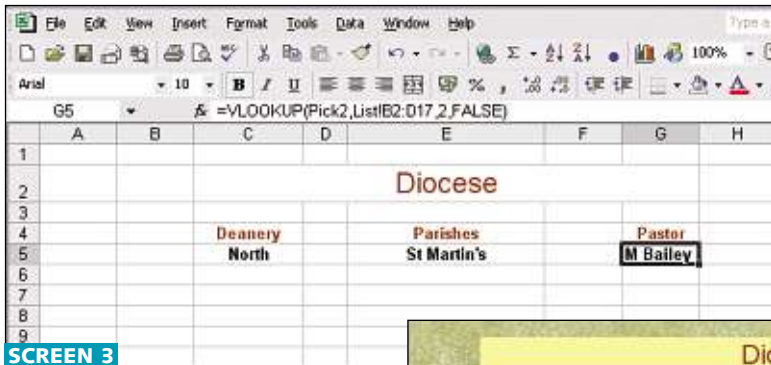 File Edit View Insert Format Tools Data Window Help Type a
100%
Arial 10 B I U % ,
G5 fx =VLOOKUP(Pick2,List!B2:D17,2,FALSE)
A B C D E F G H
1
2 Diocese
3
4 Deanery Parishes Pastor
5 North St Martin's M Bailey
6
7
8
9
SCREEN 3